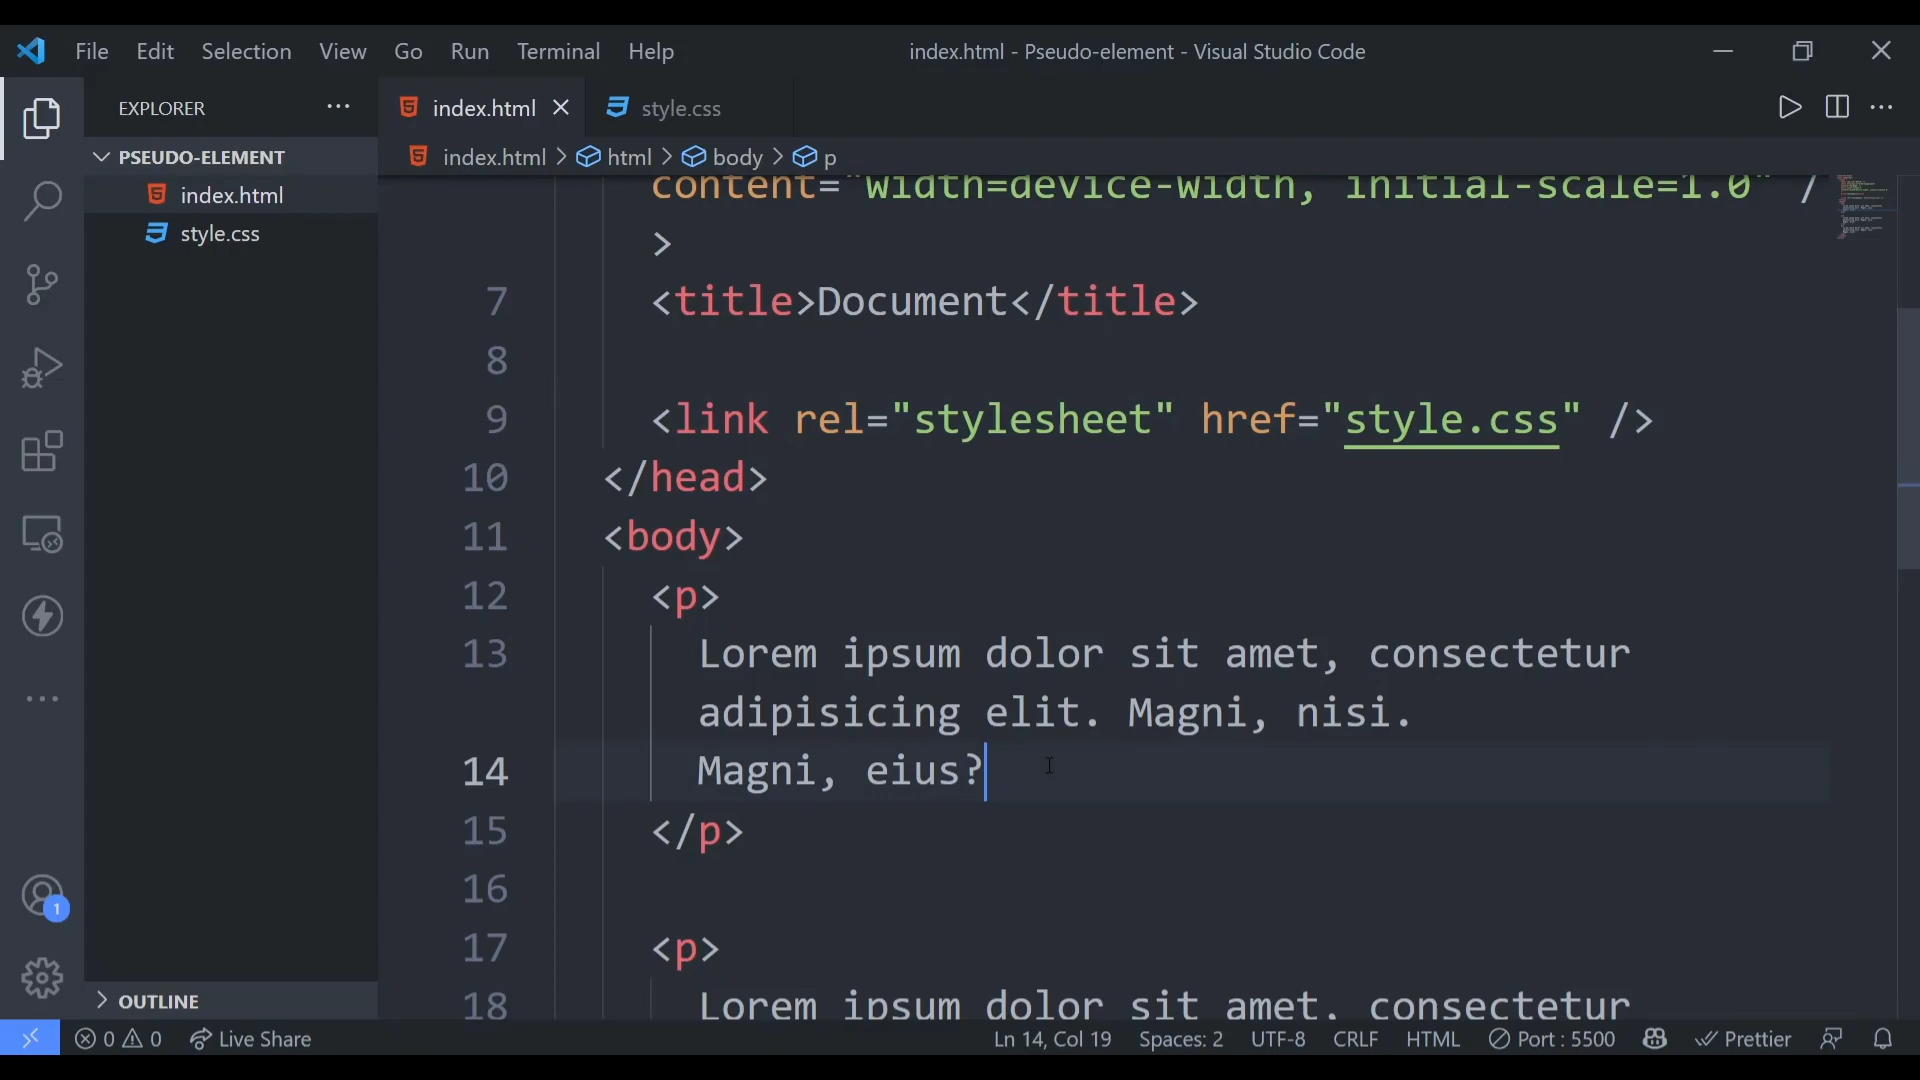 File Edit Selection View Go Run Terminal Help
index.html - Pseudo-element - Visual Studio Code
EXPLORER
PSEUDO-ELEMENT
index.html
style.css
OUTLINE
index.html style.css
index.html > html > body > p
content="width=device-width, initial-scale=1.0" /
>
7 <title>Document</title>
8
9 <link rel="stylesheet" href="style.css" />
10 </head>
11 <body>
12 <p>
13 Lorem ipsum dolor sit amet, consectetur
adipisicing elit. Magni, nisi.
14 Magni, eius?
15 </p>
16
17 <p>
18 Lorem ipsum dolor sit amet, consectetur
1
0 0 Live Share
Ln 14, Col 19 Spaces: 2 UTF-8 CRLF HTML Port : 5500 Prettier